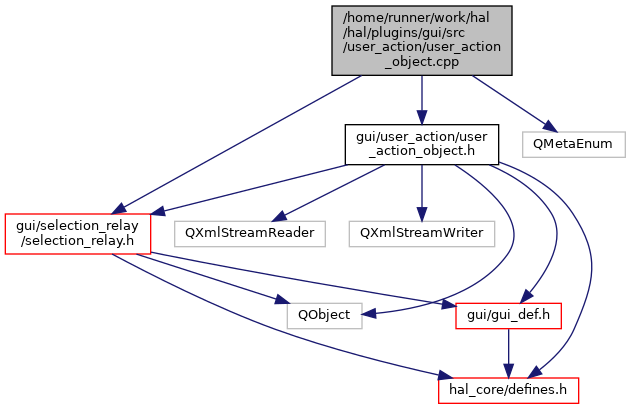 /home/runner/work/hal
/hal/plugins/gui/src
/user_action/user_action
_object.cpp
gui/user_action/user
_action_object.h
QMetaEnum
gui/selection_relay
/selection_relay.h
QXmlStreamReader
QXmlStreamWriter
QObject
gui/gui_def.h
hal_core/defines.h